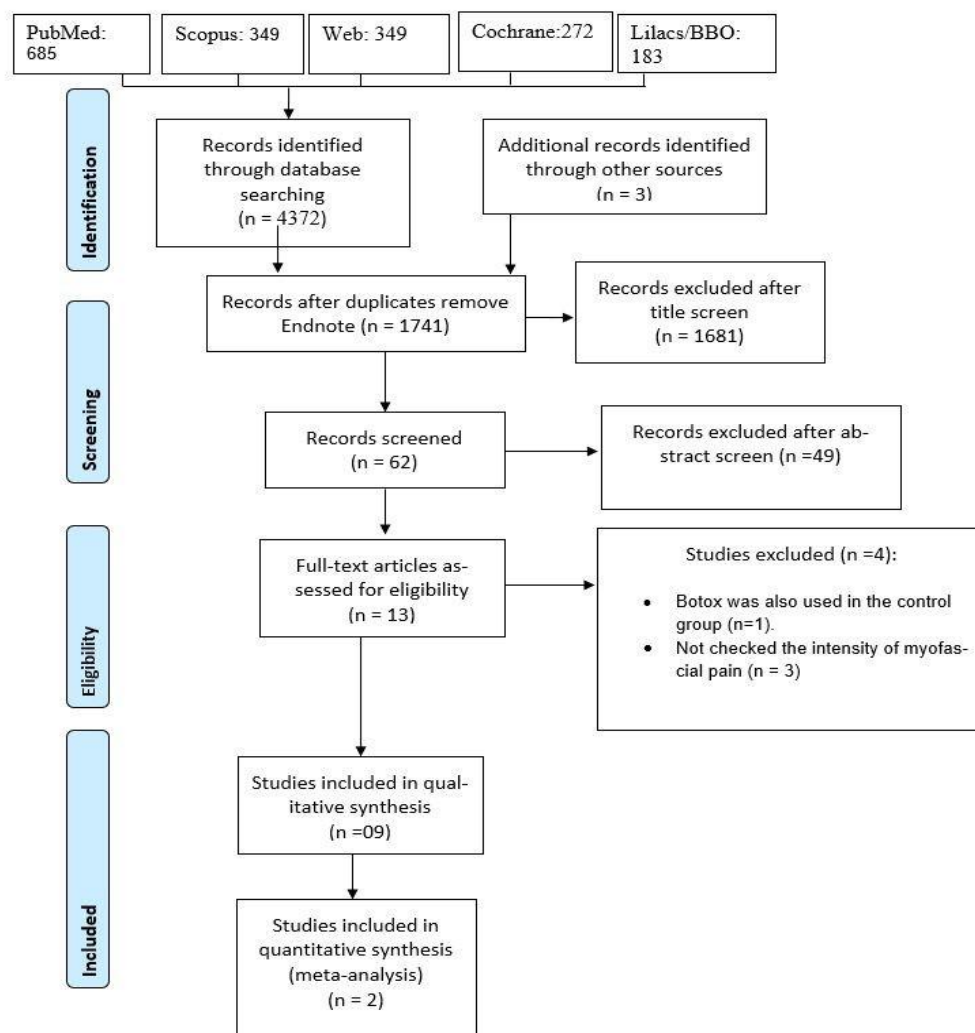 PubMed:
685
Scopus: 349
Web: 349
Cochrane:272
Lilacs/BBO:
183
Identification
Records identified
through database
searching
(n = 4372)
Additional records identified
through other sources
(n = 3)
Records after duplicates remove
Endnote (n = 1741)
Records excluded after
title screen
(n = 1681)
Screening
Records screened
(n = 62)
Records excluded after ab-
stract screen (n =49)
Eligibility
Full-text articles as-
sessed for eligibility
(n = 13)
Studies excluded (n =4):
• Botox was also used in the control
group (n=1).
• Not checked the intensity of myofas-
cial pain (n = 3)
Included
Studies included in qual-
itative synthesis
(n =09)
Studies included in
quantitative synthesis
(meta-analysis)
(n = 2)